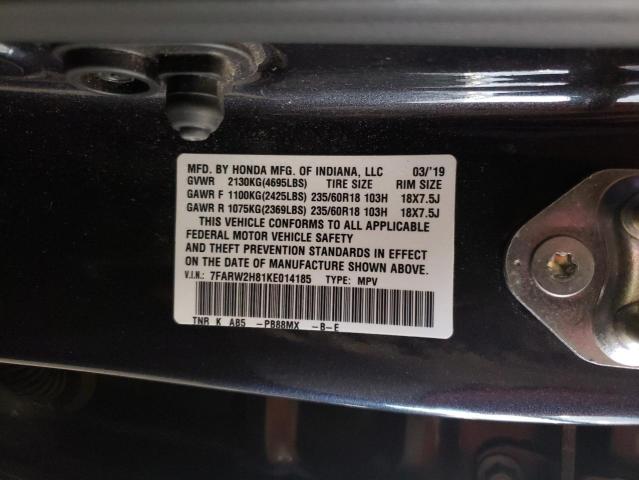 MFD. BY HONDA MFG. OF INDIANA, LLC 03/'19
GVWR 2130KG(4695LBS) TIRE SIZE RIM SIZE
GAWR F 1100KG(2425LBS) 235/60R18 103H 18X7.5J
GAWR R 1075KG(2369LBS) 235/60R18 103H 18X7.5J
THIS VEHICLE CONFORMS TO ALL APPLICABLE
FEDERAL MOTOR VEHICLE SAFETY
AND THEFT PREVENTION STANDARDS IN EFFECT
ON THE DATE OF MANUFACTURE SHOWN ABOVE.
V.I.N.: 7FARW2H81KE014185 TYPE: MPV
TNR K AB5 -PB88MX -B-E